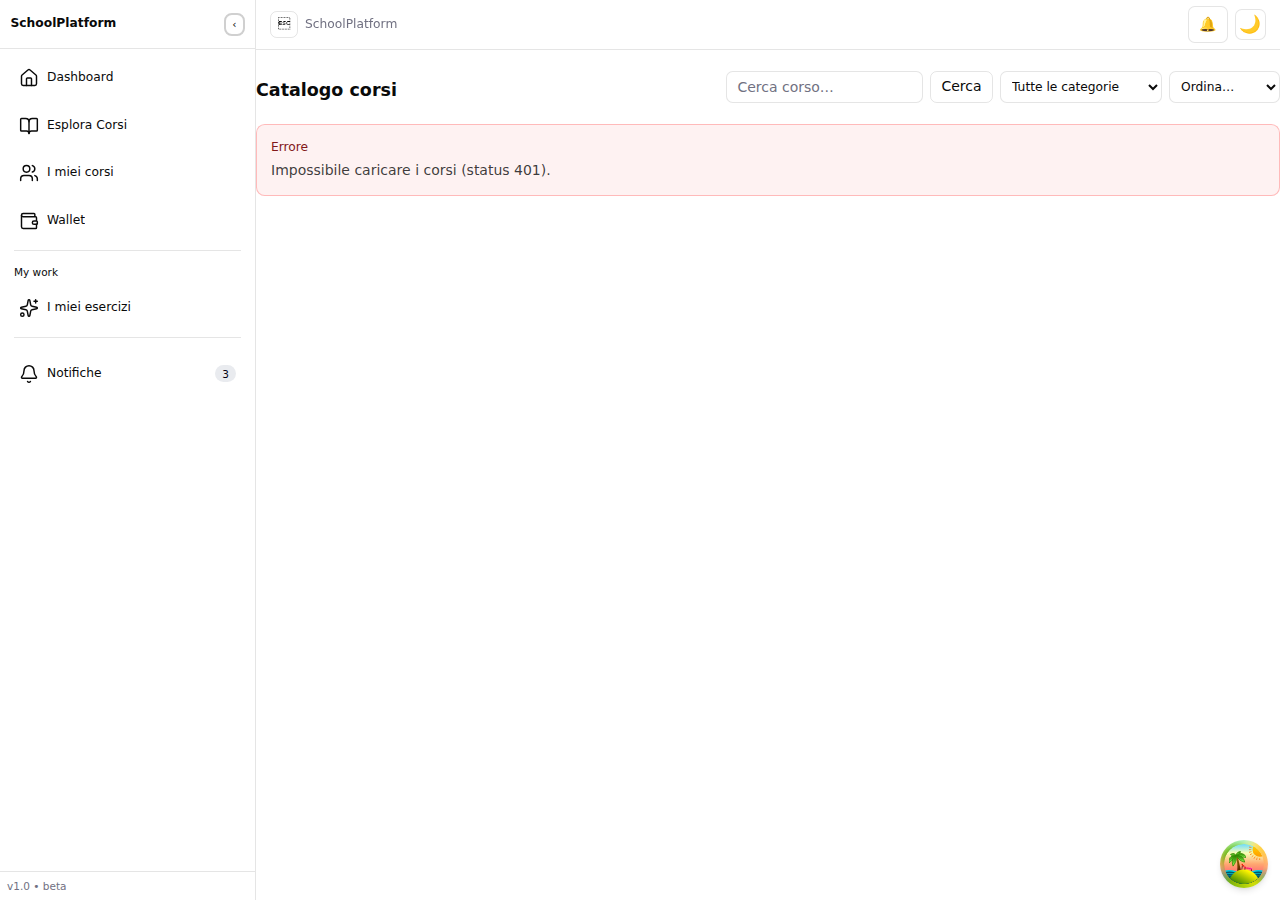 SchoolPlatform
‹
SchoolPlatform
Dashboard
Esplora Corsi
I miei corsi
Wallet
My work
I miei esercizi
Notifiche 3
v1.0 • beta
Catalogo corsi
Cerca corso…
Cerca
Tutte le categorie
Ordina…
Errore
Impossibile caricare i corsi (status 401).